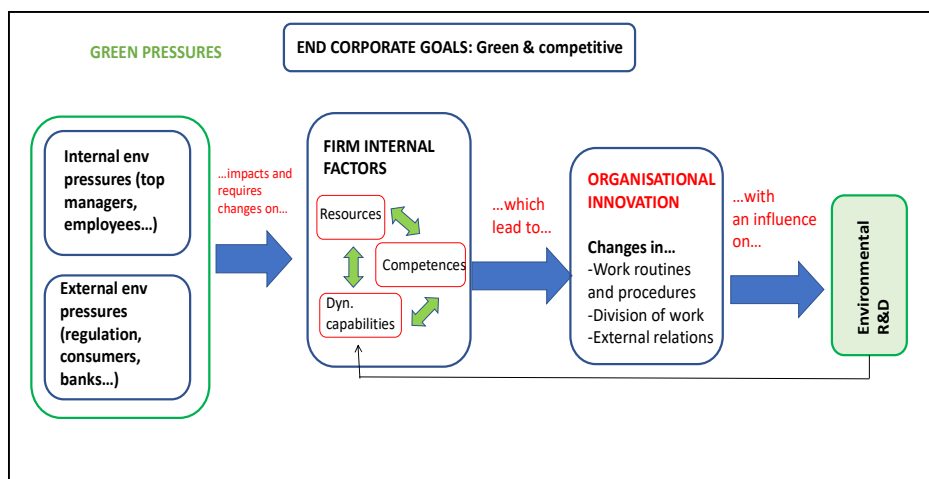 END CORPORATE GOALS: Green & competitive
GREEN PRESSURES
Internal env
pressures (top
managers,
employees…)
External env
pressures
(regulation,
consumers,
banks…)
…impacts and
requires
changes on…
FIRM INTERNAL
FACTORS
Resources
Competences
Dyn.
capabilities
…which
lead to…
ORGANISATIONAL
INNOVATION
Changes in…
-Work routines
and procedures
-Division of work
-External relations
…with
an influence
on…
Environmental
R&D